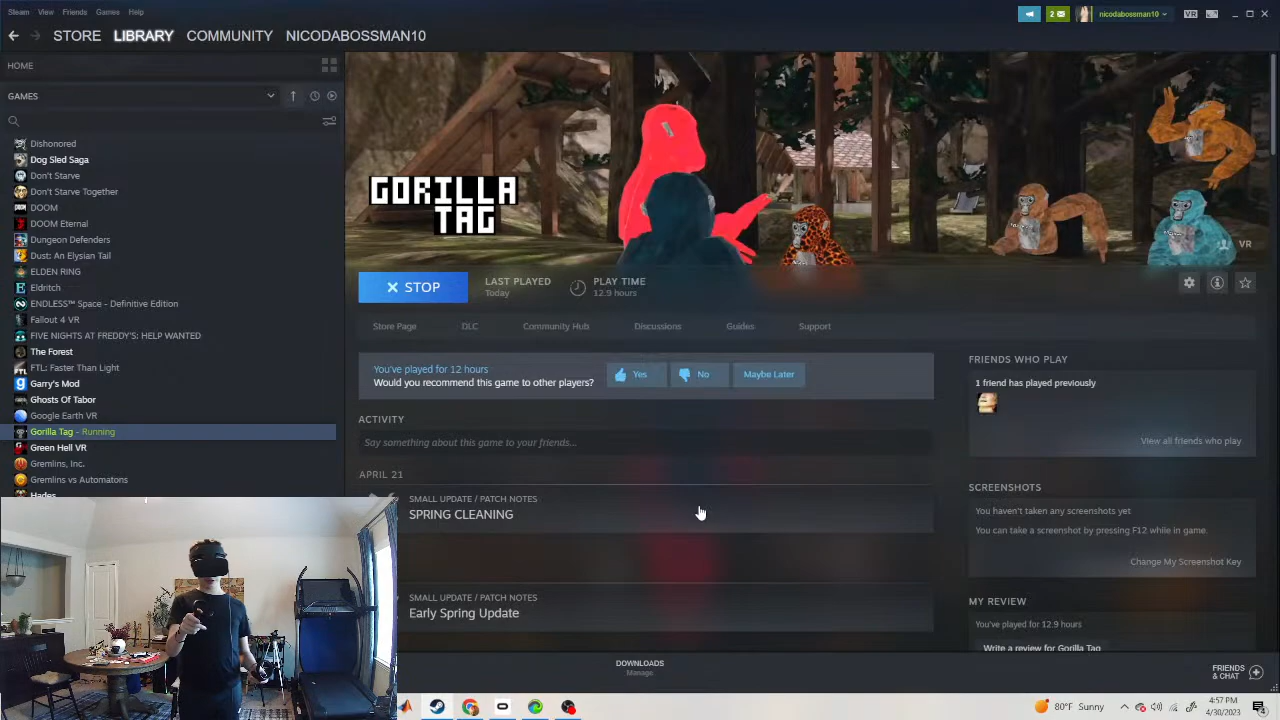 Steam View Friends Games Help
2
nicodabossman10
VR
STORE LIBRARY COMMUNITY NICODABOSSMAN10
HOME
GAMES
Dishonored
Dog Sled Saga
Don't Starve
Don't Starve Together
DOOM
DOOM Eternal
Dungeon Defenders
Dust: An Elysian Tail
ELDEN RING
Eldritch
ENDLESS™ Space - Definitive Edition
Fallout 4 VR
FIVE NIGHTS AT FREDDY'S: HELP WANTED
The Forest
FTL: Faster Than Light
Garry's Mod
Ghosts Of Tabor
Google Earth VR
Gorilla Tag - Running
Green Hell VR
Gremlins, Inc.
Gremlins vs Automatons
Hades
GORILLA
TAG
VR
STOP
LAST PLAYED
Today
PLAY TIME
12.9 hours
Store Page DLC Community Hub Discussions Guides Support
You've played for 12 hours
Would you recommend this game to other players?
Yes No Maybe Later
ACTIVITY
Say something about this game to your friends...
APRIL 21
SMALL UPDATE / PATCH NOTES
SPRING CLEANING
SMALL UPDATE / PATCH NOTES
Early Spring Update
FRIENDS WHO PLAY
1 friend has played previously
View all friends who play
SCREENSHOTS
You haven't taken any screenshots yet
You can take a screenshot by pressing F12 while in game.
Change My Screenshot Key
MY REVIEW
You've played for 12.9 hours
Write a review for Gorilla Tag
DOWNLOADS
Manage
FRIENDS
& CHAT
80°F Sunny
4:57 PM
4/30/2023